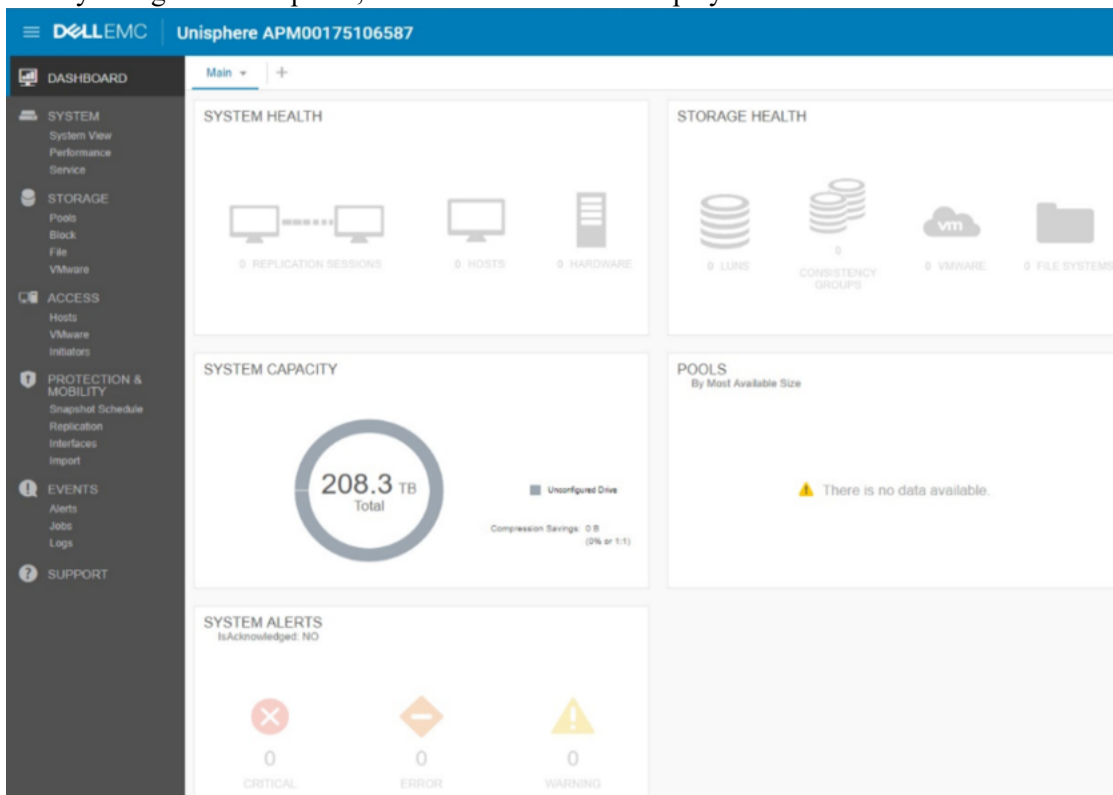 DELLEMC Unisphere APM00175106587
DASHBOARD
Main
SYSTEM
System View
Performance
Service
STORAGE
Pools
Block
File
VMware
ACCESS
Hosts
VMware
Initiators
PROTECTION &
MOBILITY
Snapshot Schedule
Replication
Interfaces
Import
EVENTS
Alerts
Jobs
Logs
SUPPORT
SYSTEM HEALTH
0 REPLICATION SESSIONS
0 HOSTS
0 HARDWARE
STORAGE HEALTH
0 LUNS
0
CONSISTENCY
GROUPS
vm
0 VMWARE
0 FILE SYSTEMS
SYSTEM CAPACITY
208.3 TB
Total
Unconfigured Drive
Compression Savings: 0 B
(0% or 1:1)
POOLS
By Most Available Size
There is no data available.
SYSTEM ALERTS
IsAcknowledged: NO
0
CRITICAL
0
ERROR
0
WARNING